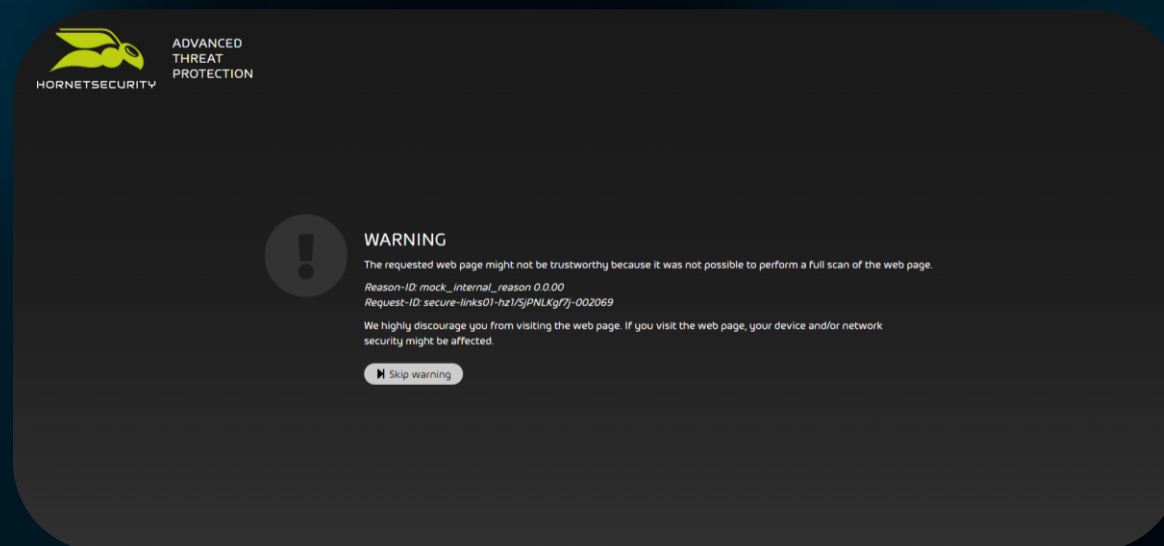 HORNETSECURITY
ADVANCED
THREAT
PROTECTION
WARNING
The requested web page might not be trustworthy because it was not possible to perform a full scan of the web page.
Reason-ID: mock_internal_reason 0.0.00
Request-ID: secure-links01-hz1/SjPNLKgf7j-002069
We highly discourage you from visiting the web page. If you visit the web page, your device and/or network
security might be affected.
Skip warning